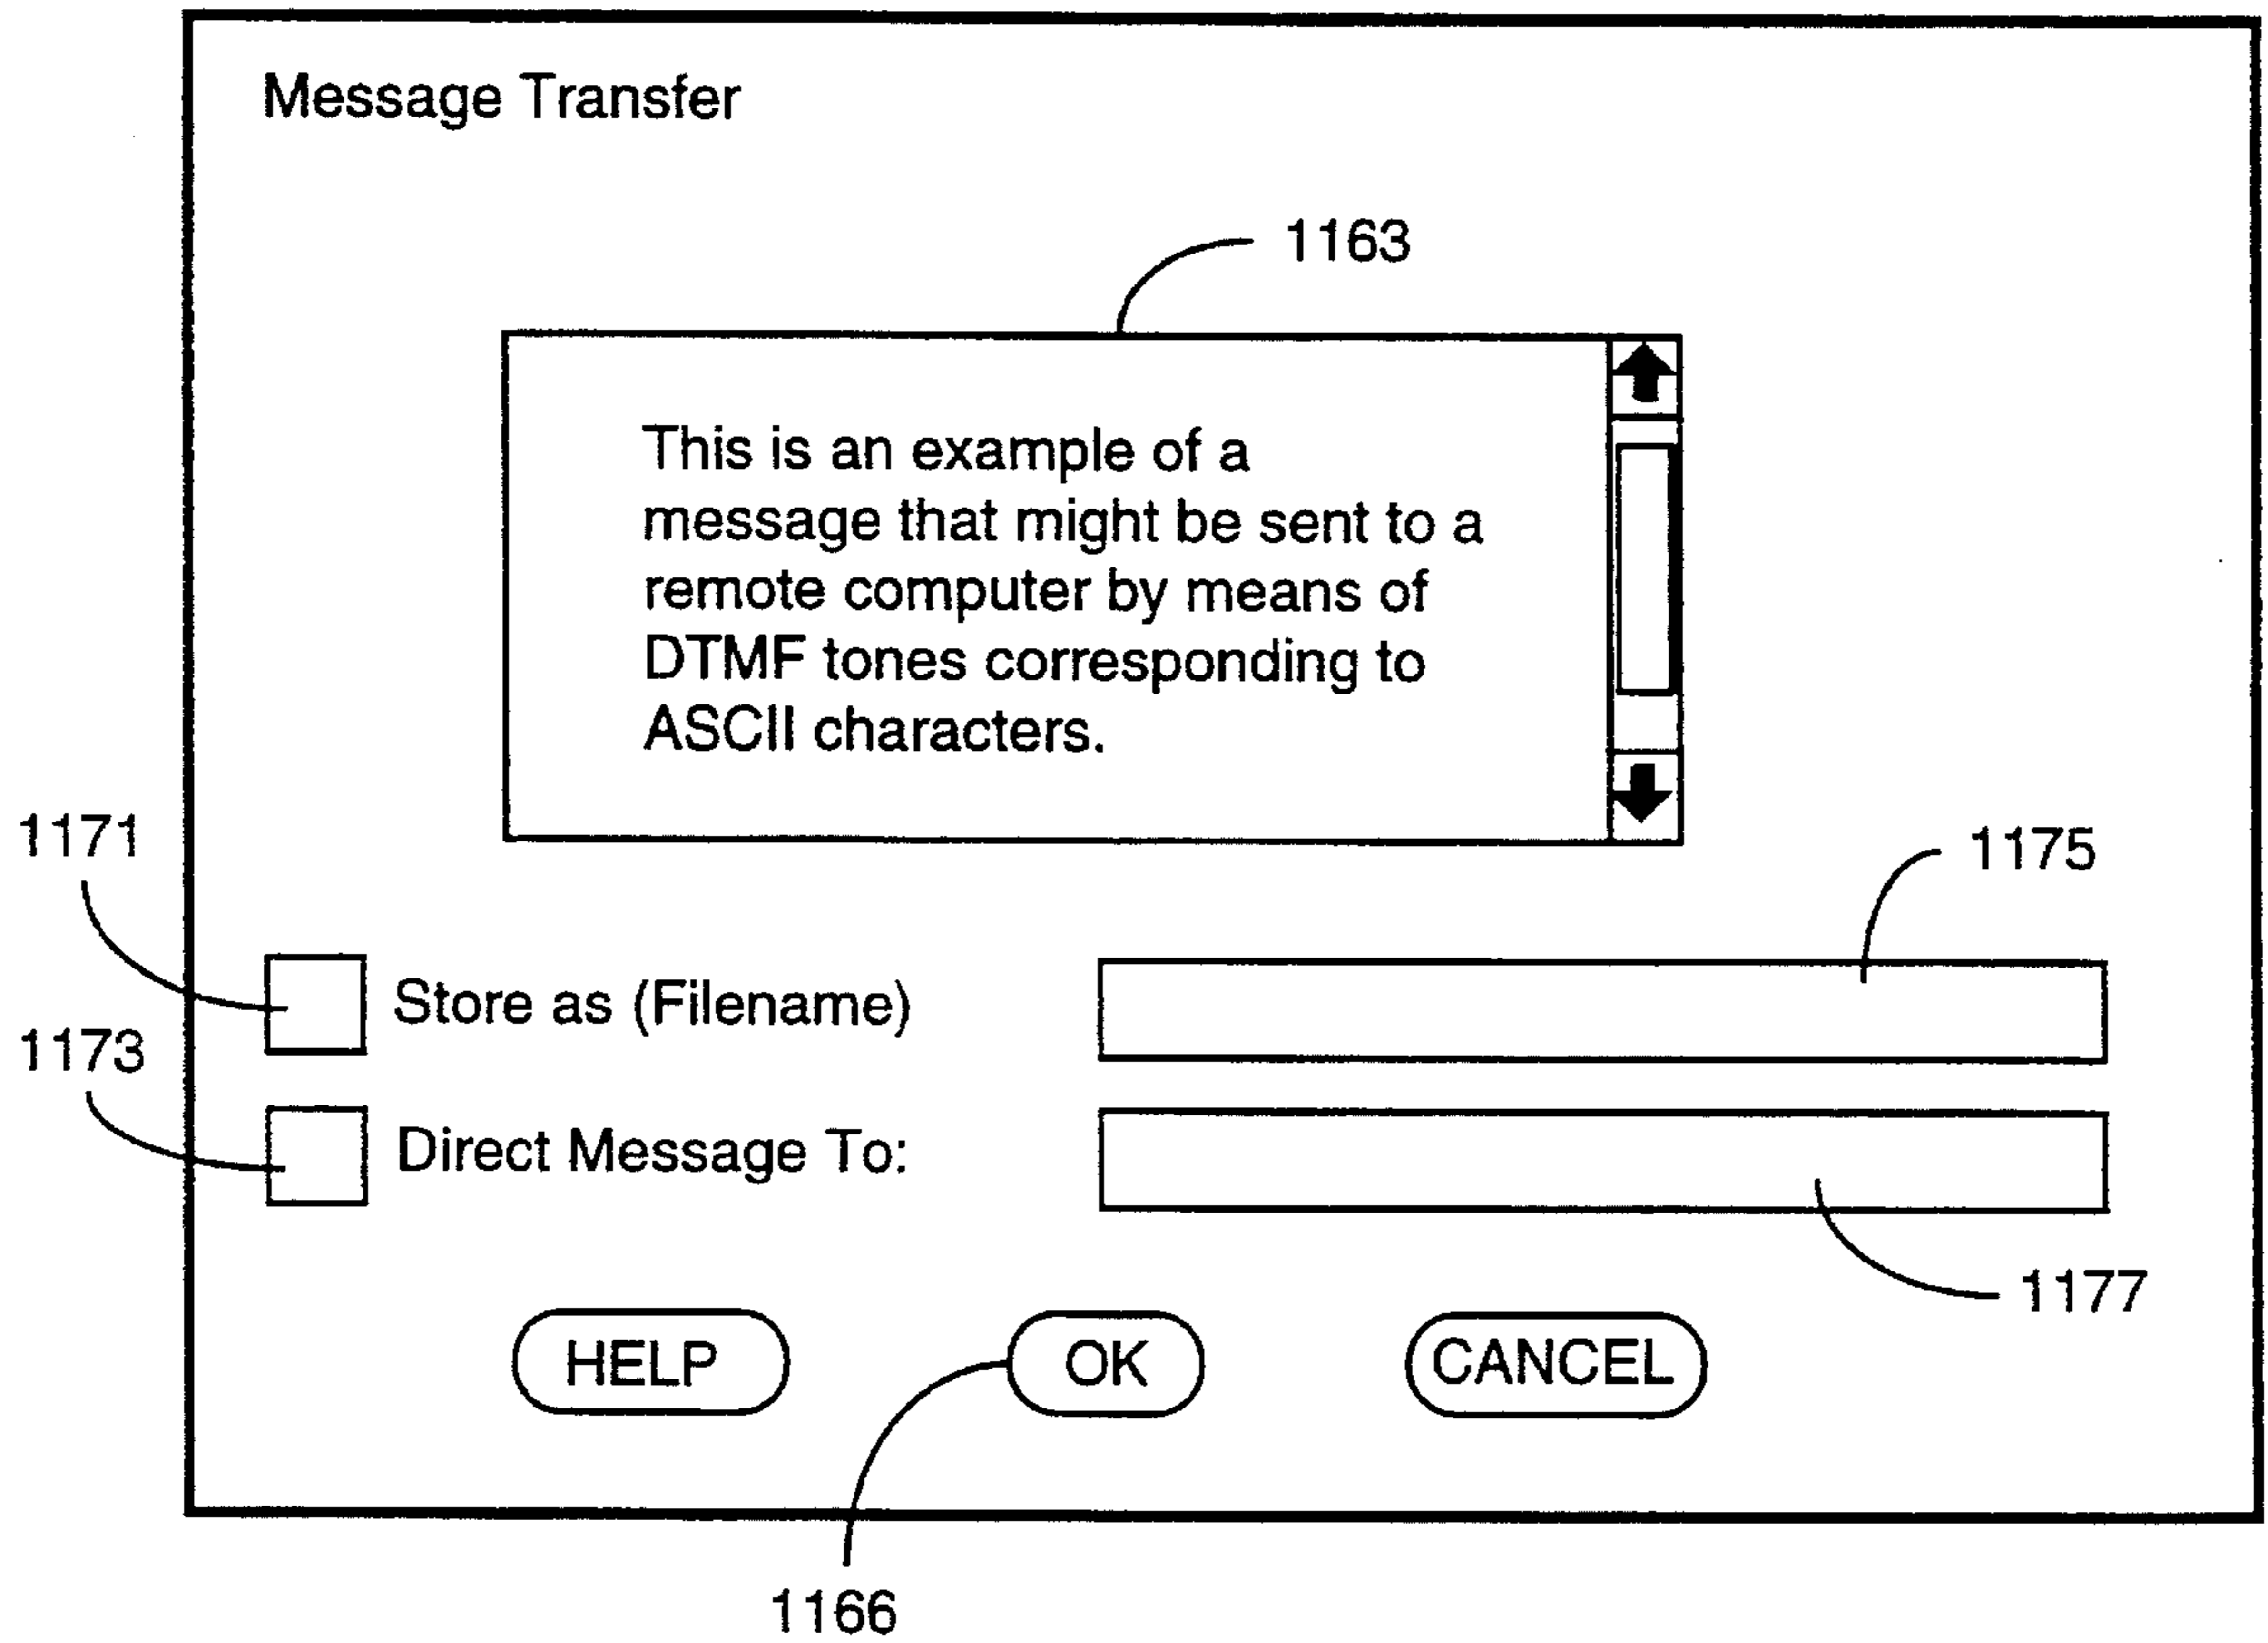 Message Transfer
1163
This is an example of a
message that might be sent to a
remote computer by means of
DTMF tones corresponding to
ASCII characters.
1171
1175
Store as (Filename)
1173
Direct Message To:
1177
HELP
OK
CANCEL
1166